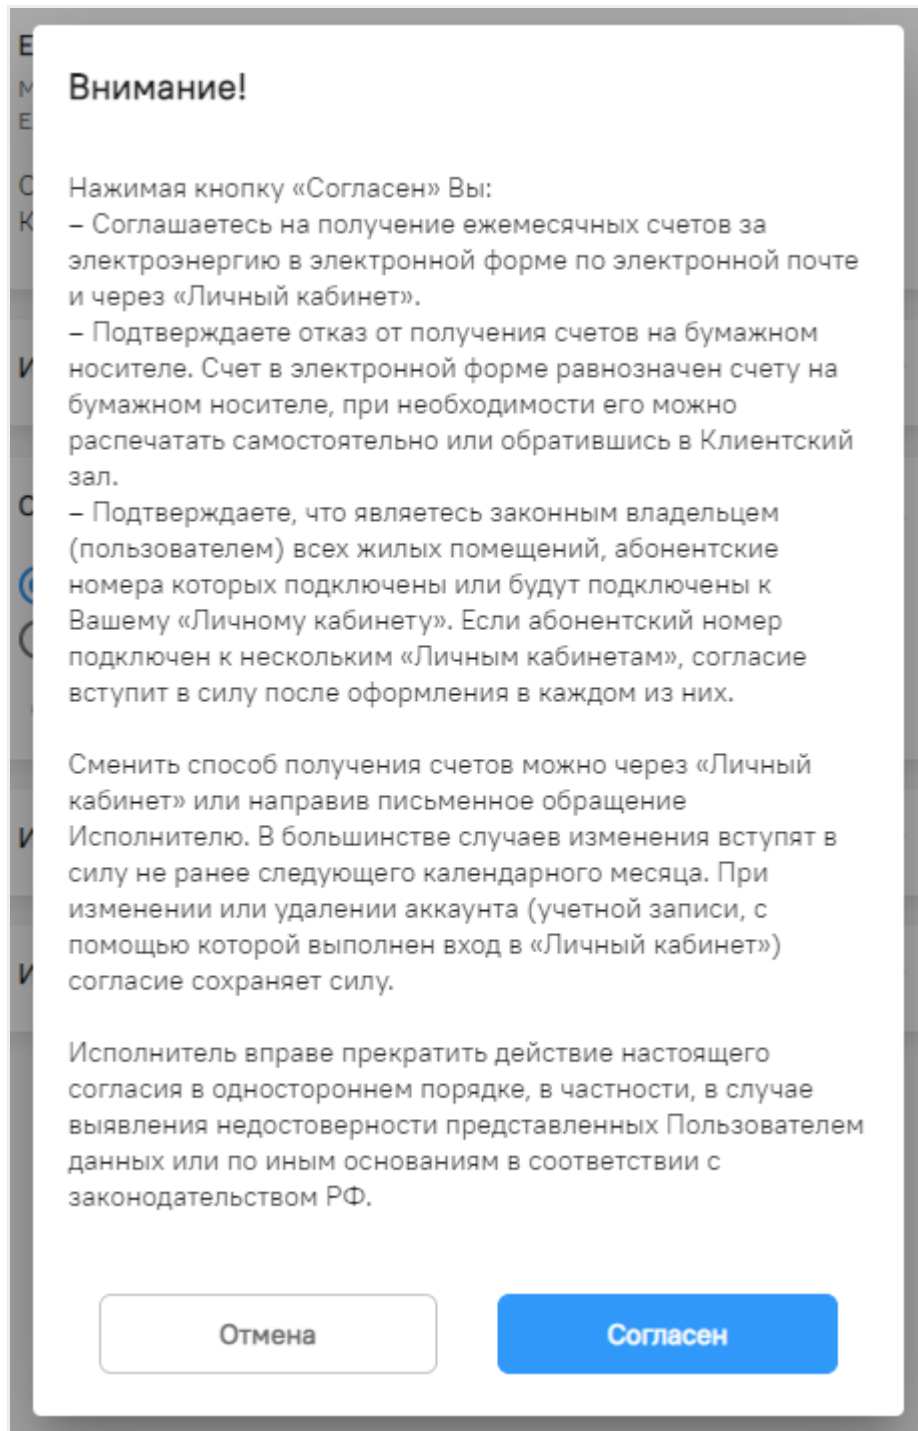 Внимание!
Нажимая кнопку «Согласен» Вы:
– Соглашаетесь на получение ежемесячных счетов за
электроэнергию в электронной форме по электронной почте
и через «Личный кабинет».
– Подтверждаете отказ от получения счетов на бумажном
носителе. Счет в электронной форме равнозначен счету на
бумажном носителе, при необходимости его можно
распечатать самостоятельно или обратившись в Клиентский
зал.
– Подтверждаете, что являетесь законным владельцем
(пользователем) всех жилых помещений, абонентские
номера которых подключены или будут подключены к
Вашему «Личному кабинету». Если абонентский номер
подключен к нескольким «Личным кабинетам», согласие
вступит в силу после оформления в каждом из них.
Сменить способ получения счетов можно через «Личный
кабинет» или направив письменное обращение
Исполнителю. В большинстве случаев изменения вступят в
силу не ранее следующего календарного месяца. При
изменении или удалении аккаунта (учетной записи, с
помощью которой выполнен вход в «Личный кабинет»)
согласие сохраняет силу.
Исполнитель вправе прекратить действие настоящего
согласия в одностороннем порядке, в частности, в случае
выявления недостоверности представленных Пользователем
данных или по иным основаниям в соответствии с
законодательством РФ.
Отмена
Согласен